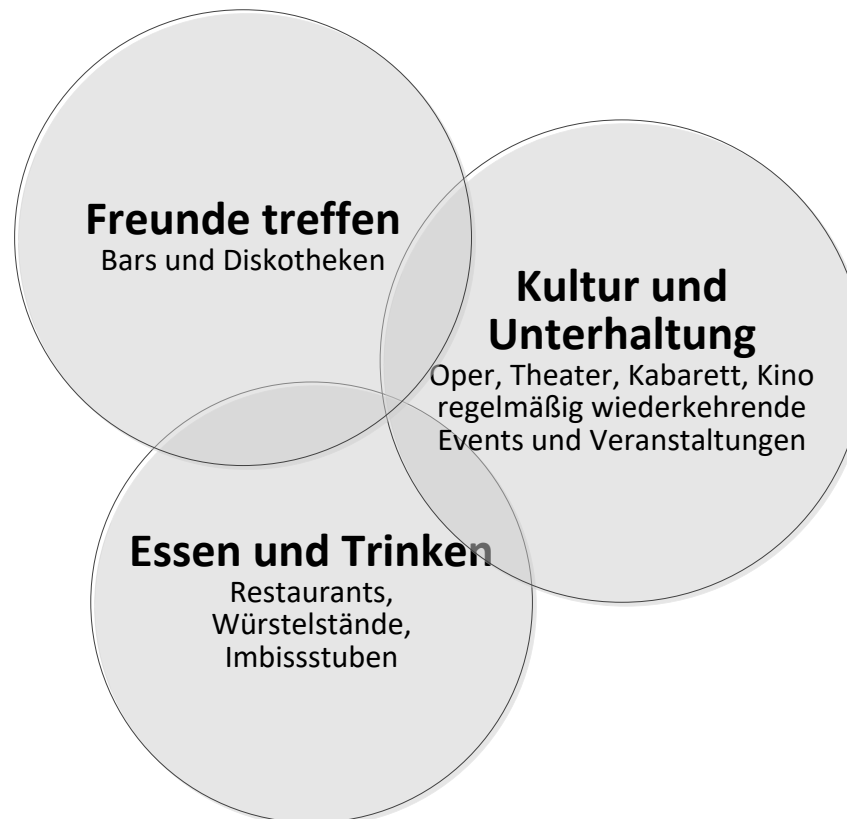 Freunde treffen
Bars und Diskotheken
Kultur und
Unterhaltung
Oper, Theater, Kabarett, Kino
regelmäßig wiederkehrende
Events und Veranstaltungen
Essen und Trinken
Restaurants,
Würstelstände,
Imbissstuben